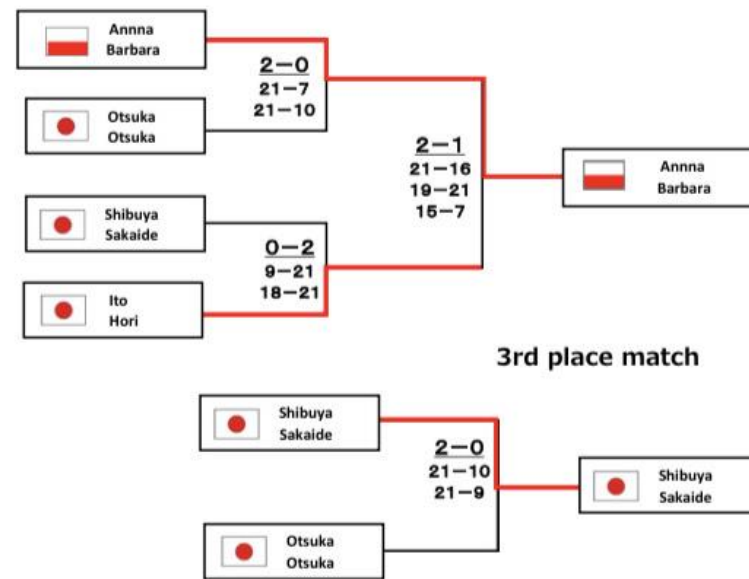 Annna
Barbara
2-0
21-7
21-10
Otsuka
Otsuka
2-1
21-16
19-21
15-7
Annna
Barbara
Shibuya
Sakaide
0-2
9-21
18-21
Ito
Hori
3rd place match
Shibuya
Sakaide
2-0
21-10
21-9
Shibuya
Sakaide
Otsuka
Otsuka